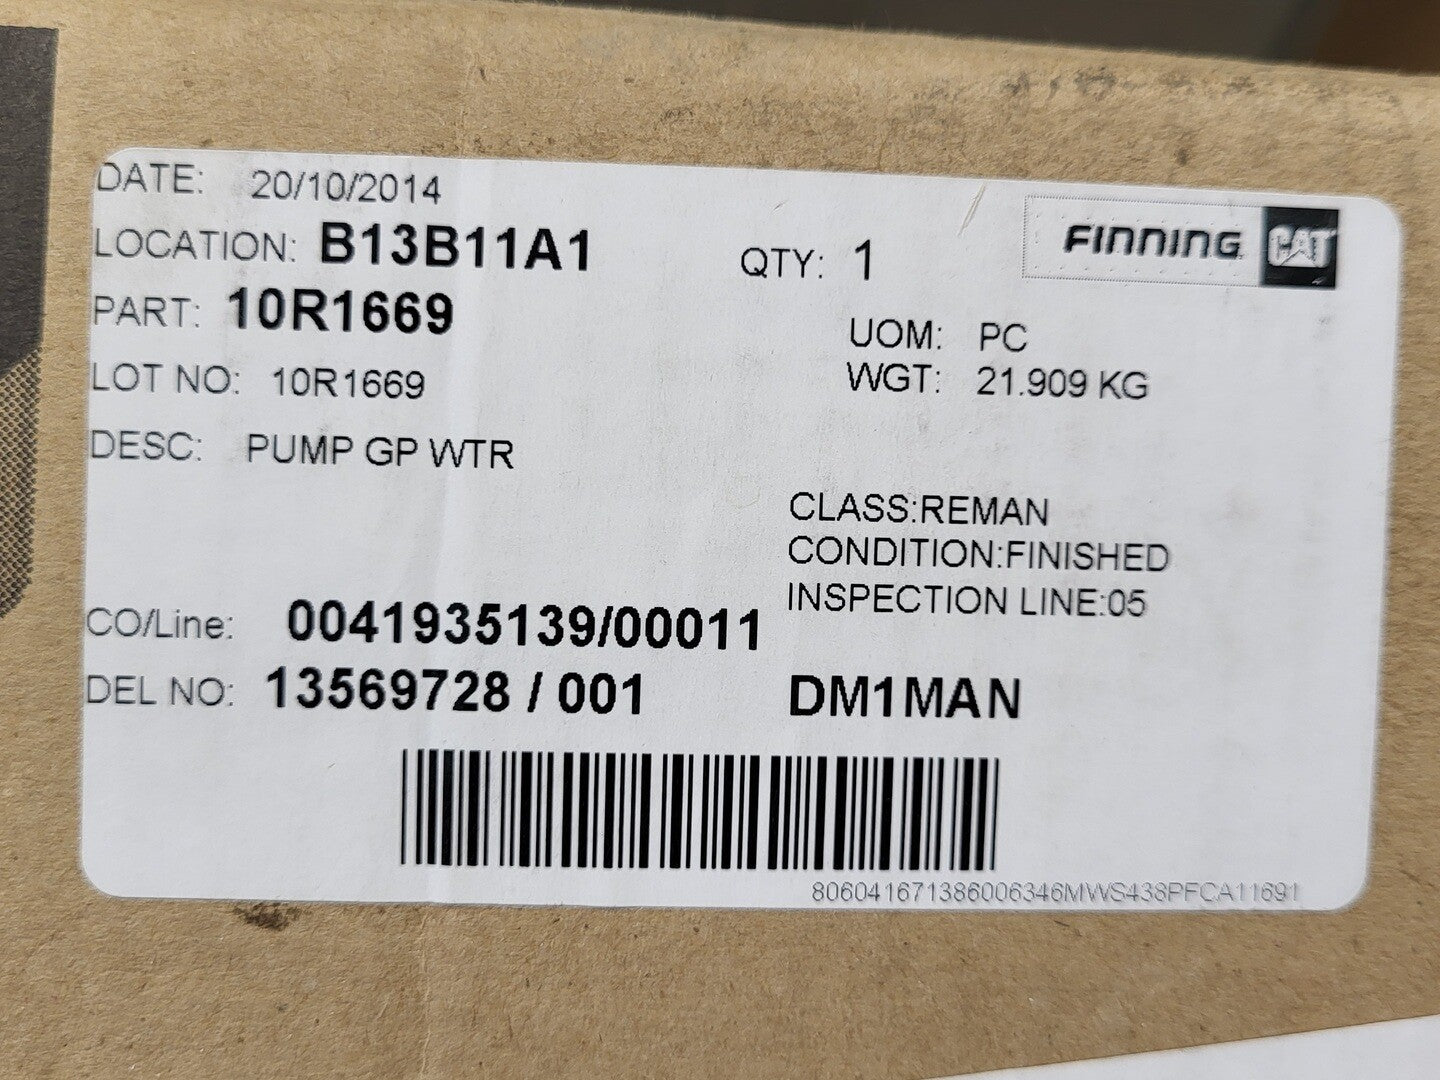 DATE: 20/10/2014
LOCATION: B13B11A1
QTY: 1
FINNING CAT
PART: 10R1669
UOM: PC
LOT NO: 10R1669
WGT: 21.909 KG
DESC: PUMP GP WTR
CLASS:REMAN
CONDITION:FINISHED
INSPECTION LINE:05
CO/Line: 0041935139/00011
DEL NO: 13569728 / 001
DM1MAN
806041671386006346MWS438PFCA11691